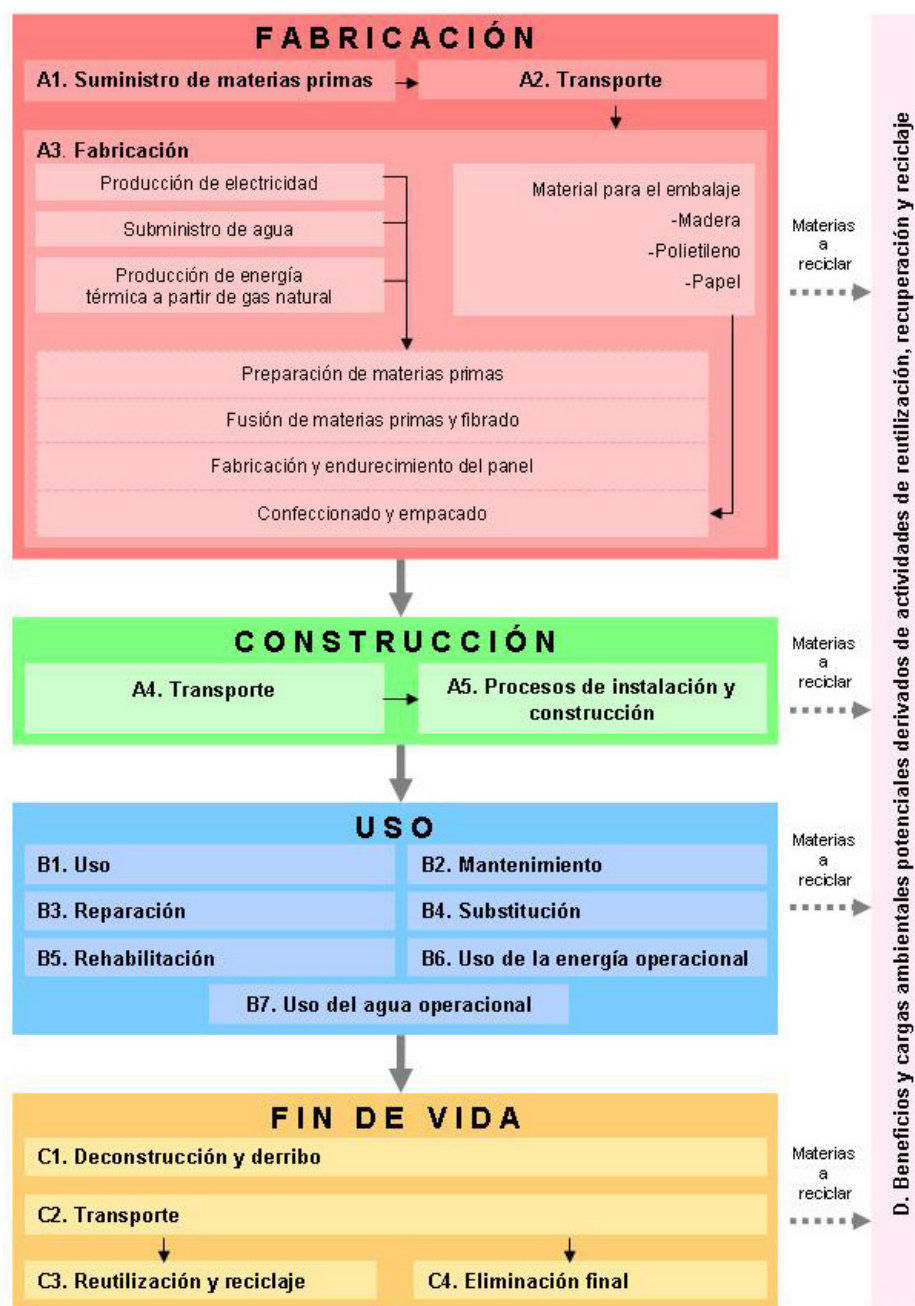 FABRICACIÓN
A1. Suministro de materias primas
A2. Transporte
A3. Fabricación
Producción de electricidad
Subministro de agua
Producción de energía
térmica a partir de gas natural
Material para el embalaje
-Madera
-Polietileno
-Papel
Preparación de materias primas
Fusión de materias primas y fibrado
Fabricación y endurecimiento del panel
Confeccionado y empacado
Materias
a
reciclar
CONSTRUCCIÓN
A4. Transporte
A5. Procesos de instalación y
construcción
Materias
a
reciclar
USO
B1. Uso
B2. Mantenimiento
B3. Reparación
B4. Substitución
B5. Rehabilitación
B6. Uso de la energía operacional
B7. Uso del agua operacional
Materias
a
reciclar
FIN DE VIDA
C1. Deconstrucción y derribo
C2. Transporte
C3. Reutilización y reciclaje
C4. Eliminación final
Materias
a
reciclar
D. Beneficios y cargas ambientales potenciales derivados de actividades de reutilización, recuperación y reciclaje